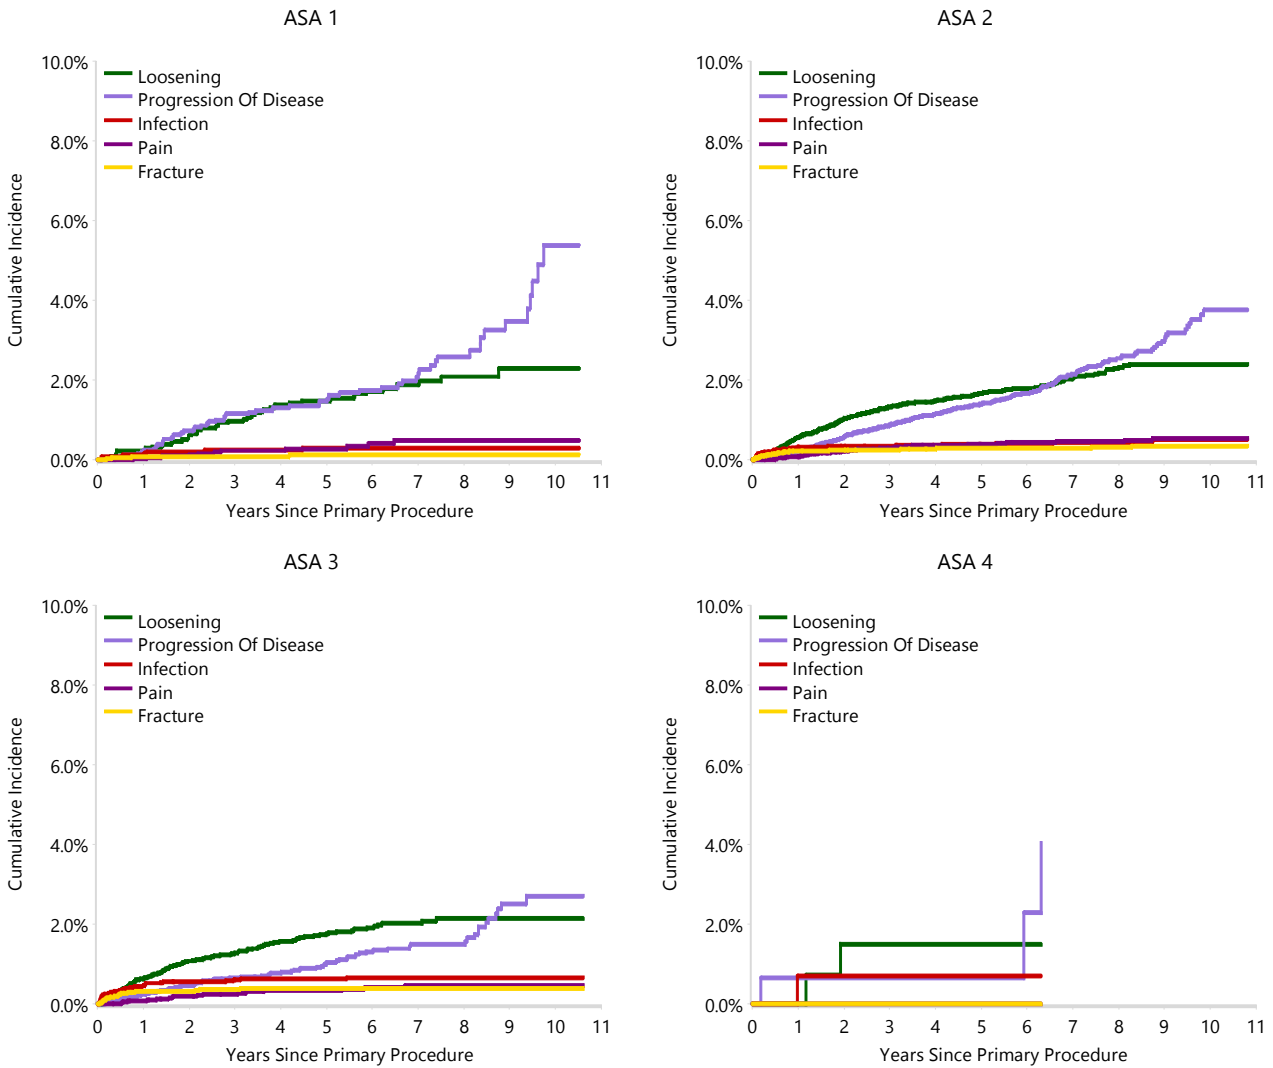 ASA 1
10.0%
8.0%
6.0%
4.0%
2.0%
0.0%
Cumulative Incidence
Loosening
Progression Of Disease
Infection
Pain
Fracture
0 1 2 3 4 5 6 7 8 9 10 11
Years Since Primary Procedure
ASA 2
10.0%
8.0%
6.0%
4.0%
2.0%
0.0%
Cumulative Incidence
Loosening
Progression Of Disease
Infection
Pain
Fracture
0 1 2 3 4 5 6 7 8 9 10 11
Years Since Primary Procedure
ASA 3
10.0%
8.0%
6.0%
4.0%
2.0%
0.0%
Cumulative Incidence
Loosening
Progression Of Disease
Infection
Pain
Fracture
0 1 2 3 4 5 6 7 8 9 10 11
Years Since Primary Procedure
ASA 4
10.0%
8.0%
6.0%
4.0%
2.0%
0.0%
Cumulative Incidence
Loosening
Progression Of Disease
Infection
Pain
Fracture
0 1 2 3 4 5 6 7 8 9 10 11
Years Since Primary Procedure